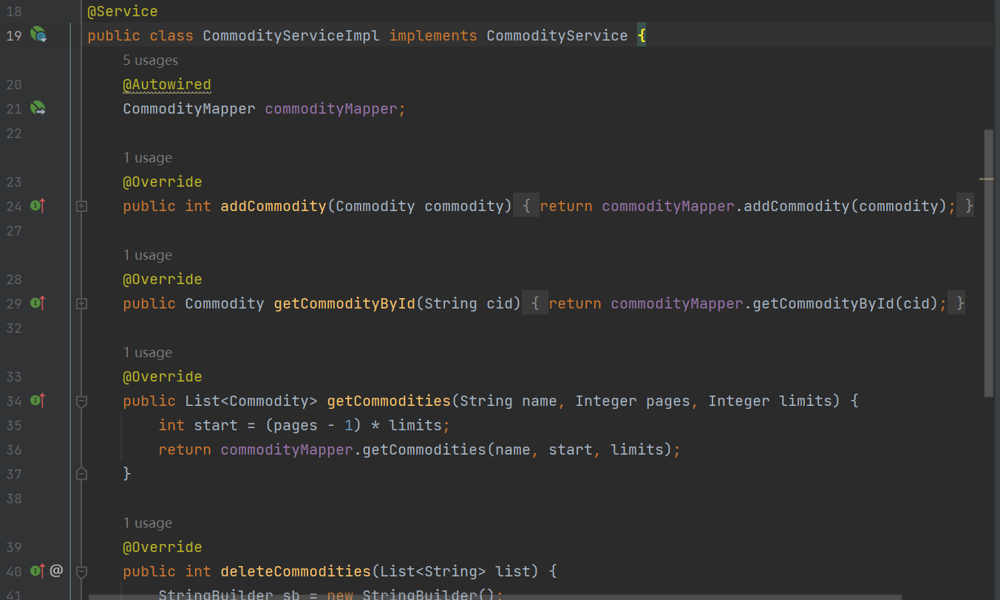 18 @Service
19 public class CommodityServiceImpl implements CommodityService {
5 usages
20 @Autowired
21 CommodityMapper commodityMapper;
22
1 usage
23 @Override
24 public int addCommodity(Commodity commodity) { return commodityMapper.addCommodity(commodity); }
27
1 usage
28 @Override
29 public Commodity getCommodityById(String cid) { return commodityMapper.getCommodityById(cid); }
32
1 usage
33 @Override
34 public List<Commodity> getCommodities(String name, Integer pages, Integer limits) {
35 int start = (pages - 1) * limits;
36 return commodityMapper.getCommodities(name, start, limits);
37 }
38
1 usage
39 @Override
40 @ public int deleteCommodities(List<String> list) {
41 StringBuilder sb = new StringBuilder();